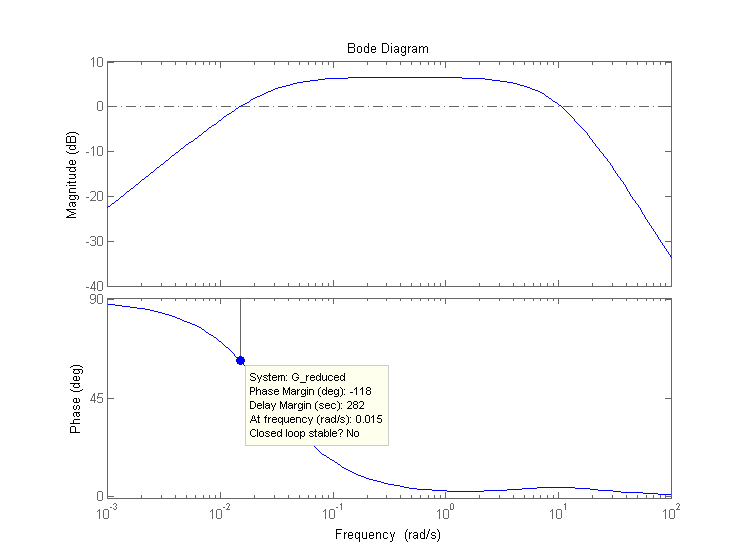 Bode Diagram
10
0
-10
-20
-30
-40
Magnitude (dB)
90
45
0
Phase (deg)
System: G_reduced
Phase Margin (deg): -118
Delay Margin (sec): 282
At frequency (rad/s): 0.015
Closed loop stable? No
10^-3
10^-2
10^-1
10^0
10^1
10^2
Frequency (rad/s)